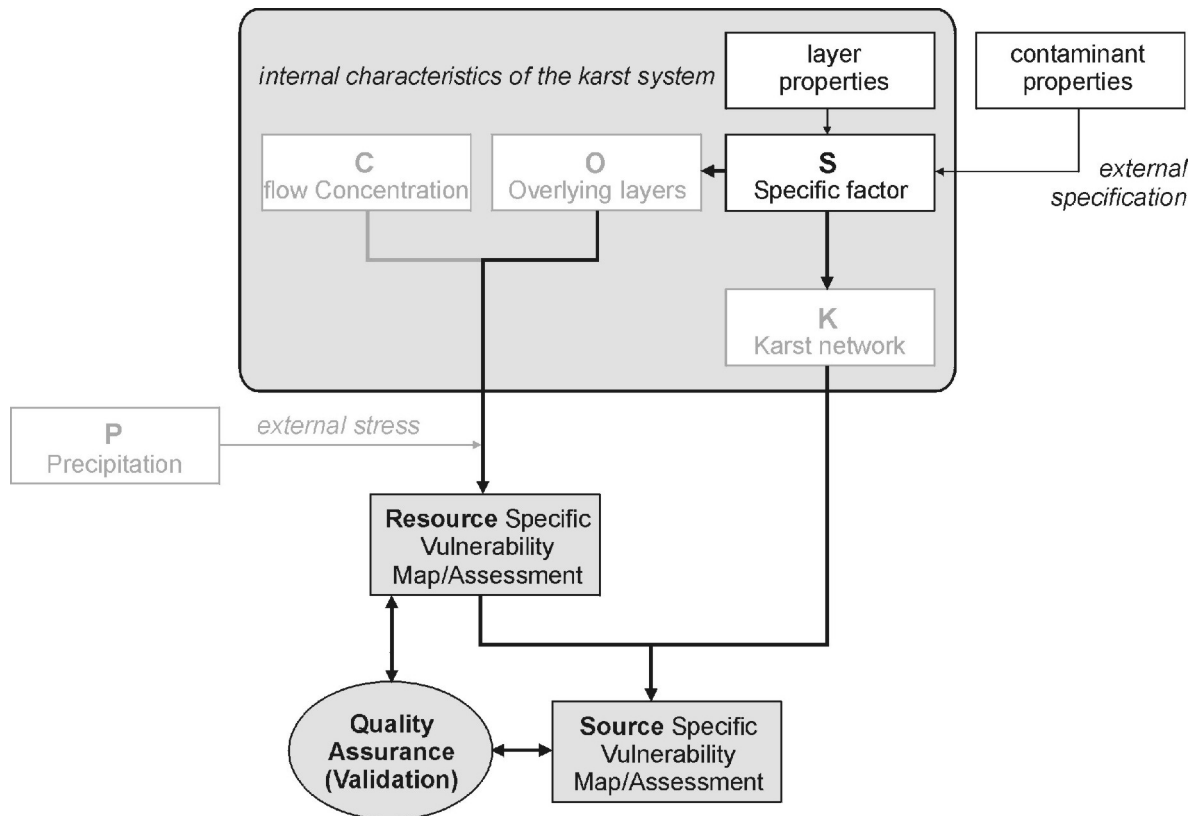 internal characteristics of the karst system
layer
properties
contaminant
properties
C
flow Concentration
O
Overlying layers
S
Specific factor
external
specification
K
Karst network
P
Precipitation
external stress
Resource Specific
Vulnerability
Map/Assessment
Quality
Assurance
(Validation)
Source Specific
Vulnerability
Map/Assessment